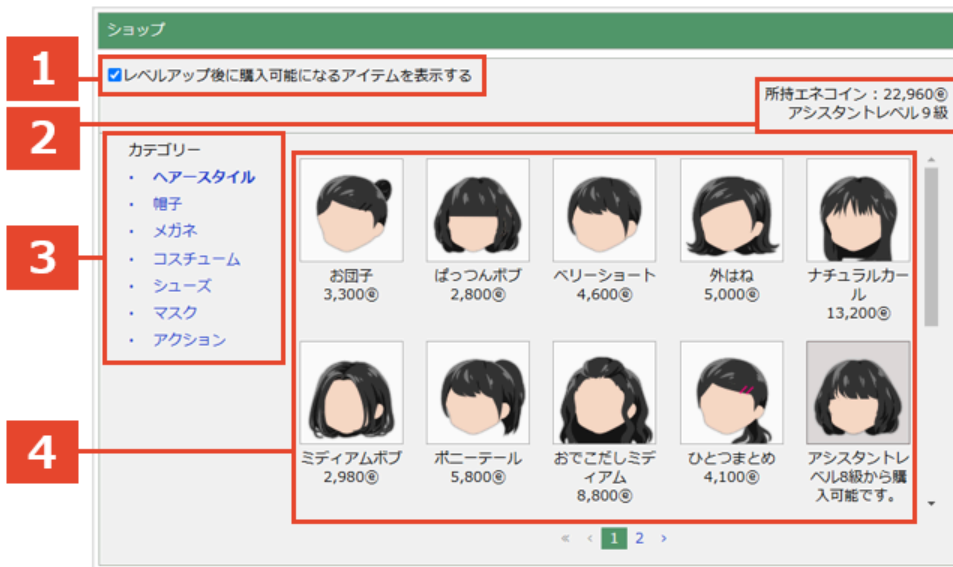 ショップ
1
☑レベルアップ後に購入可能になるアイテムを表示する
2
所持エネコイン：22,960ⓔ
アシスタントレベル9級
3
カテゴリー
・ ヘアースタイル
・ 帽子
・ メガネ
・ コスチューム
・ シューズ
・ マスク
・ アクション
4
お団子
3,300ⓔ
ぱっつんボブ
2,800ⓔ
ベリーショート
4,600ⓔ
外はね
5,000ⓔ
ナチュラルカー
ル
13,200ⓔ
ミディアムボブ
2,980ⓔ
ポニーテール
5,800ⓔ
おでこだしミデ
ィアム
8,800ⓔ
ひとつまとめ
4,100ⓔ
アシスタントレ
ベル8級から購
入可能です。
« ‹ 1 2 ›